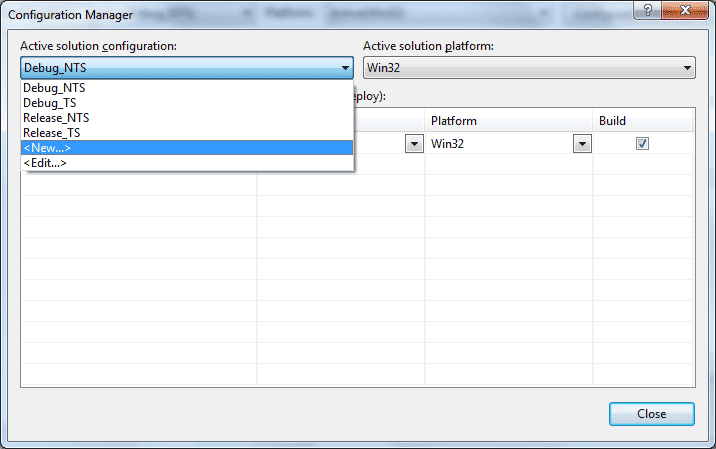 Configuration Manager
Active solution configuration:
Active solution platform:
Debug_NTS
Win32
Debug_NTS
Debug_TS
Release_NTS
Release_TS
<New...>
<Edit...>
eploy):
Platform
Build
Win32
Close